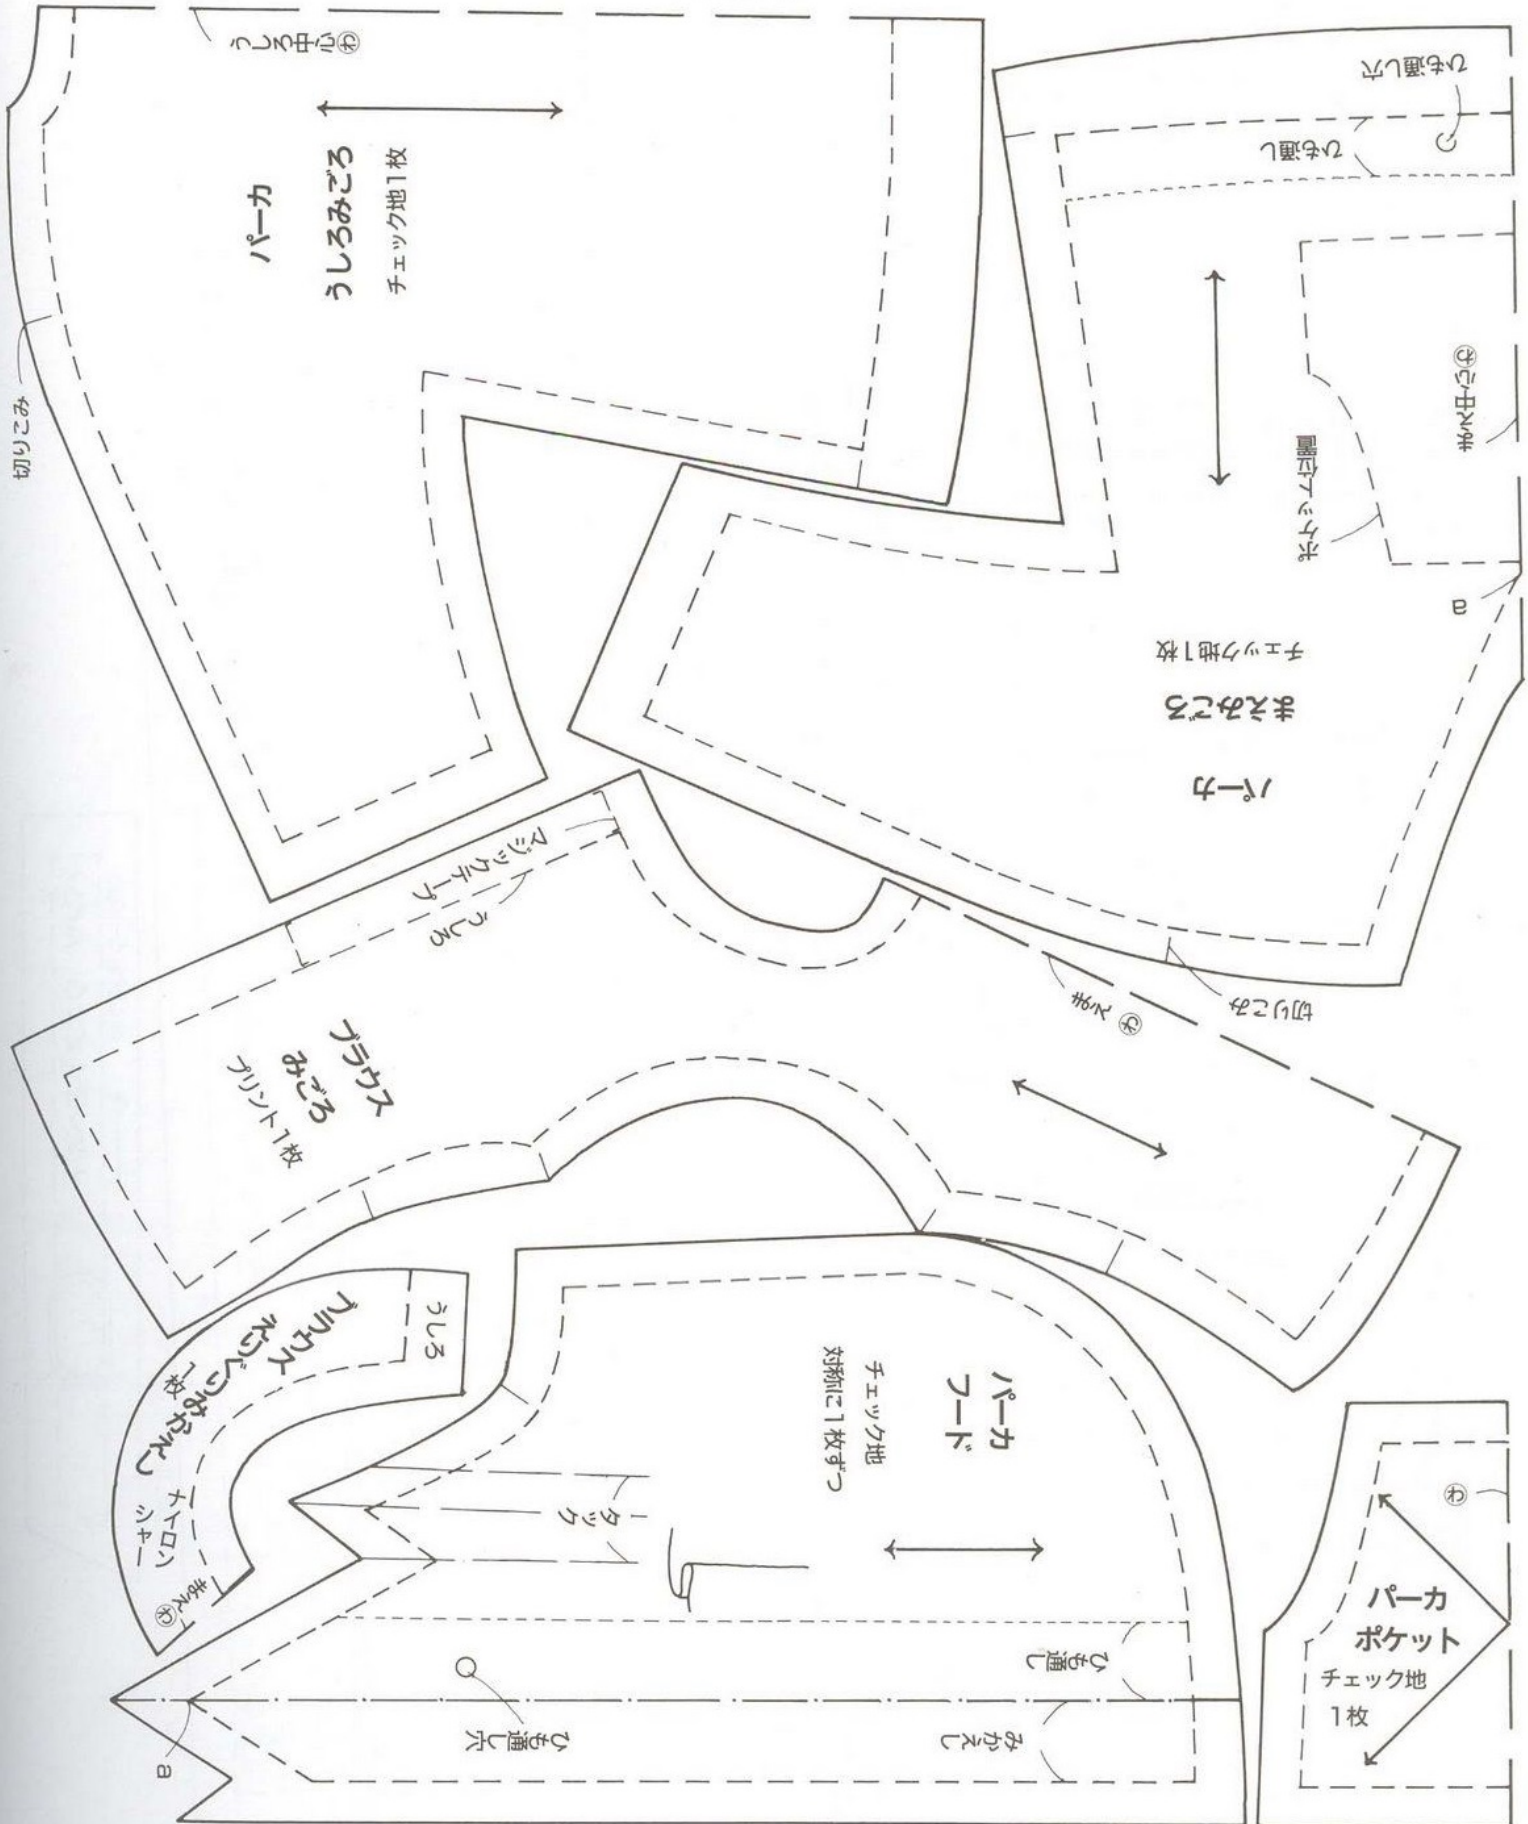 うしろ中心わ
パーカ
うしろみごろ
チェック地1枚
切りこみ
ひも通し穴
ひも通し
まえ中心わ
ポケット位置
a
チェック地1枚
まえみごろ
パーカ
切りこみ
マジックテープ
うしろ
まえ わ
ブラウス
みごろ
プリント1枚
ブラウス
えりぐりみかえし
1枚
ナイロン
シャー
うしろ
まえ わ
パーカ
フード
チェック地
対称に1枚ずつ
タック
ひも通し
みかえし
ひも通し穴
a
わ
パーカ
ポケット
チェック地
1枚